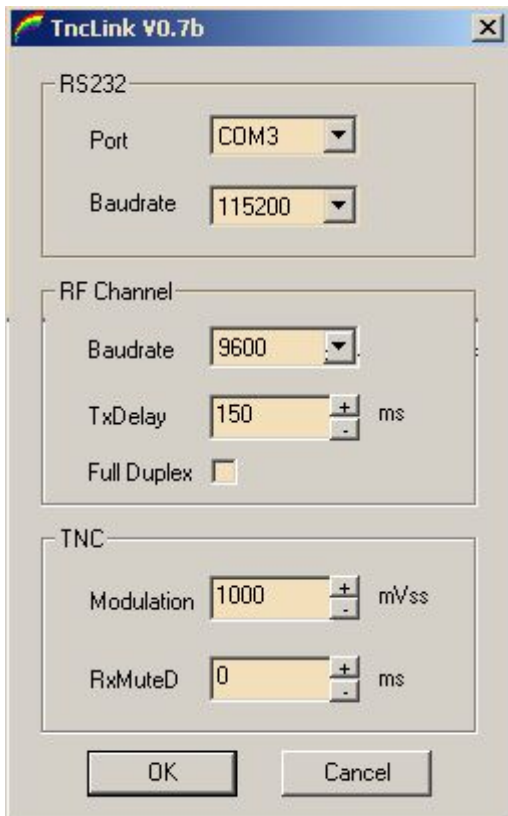 TncLink V0.7b
RS232
Port COM3
Baudrate 115200
RF Channel
Baudrate 9600
TxDelay 150 + - ms
Full Duplex
TNC
Modulation 1000 + - mVss
RxMuteD 0 + - ms
OK Cancel